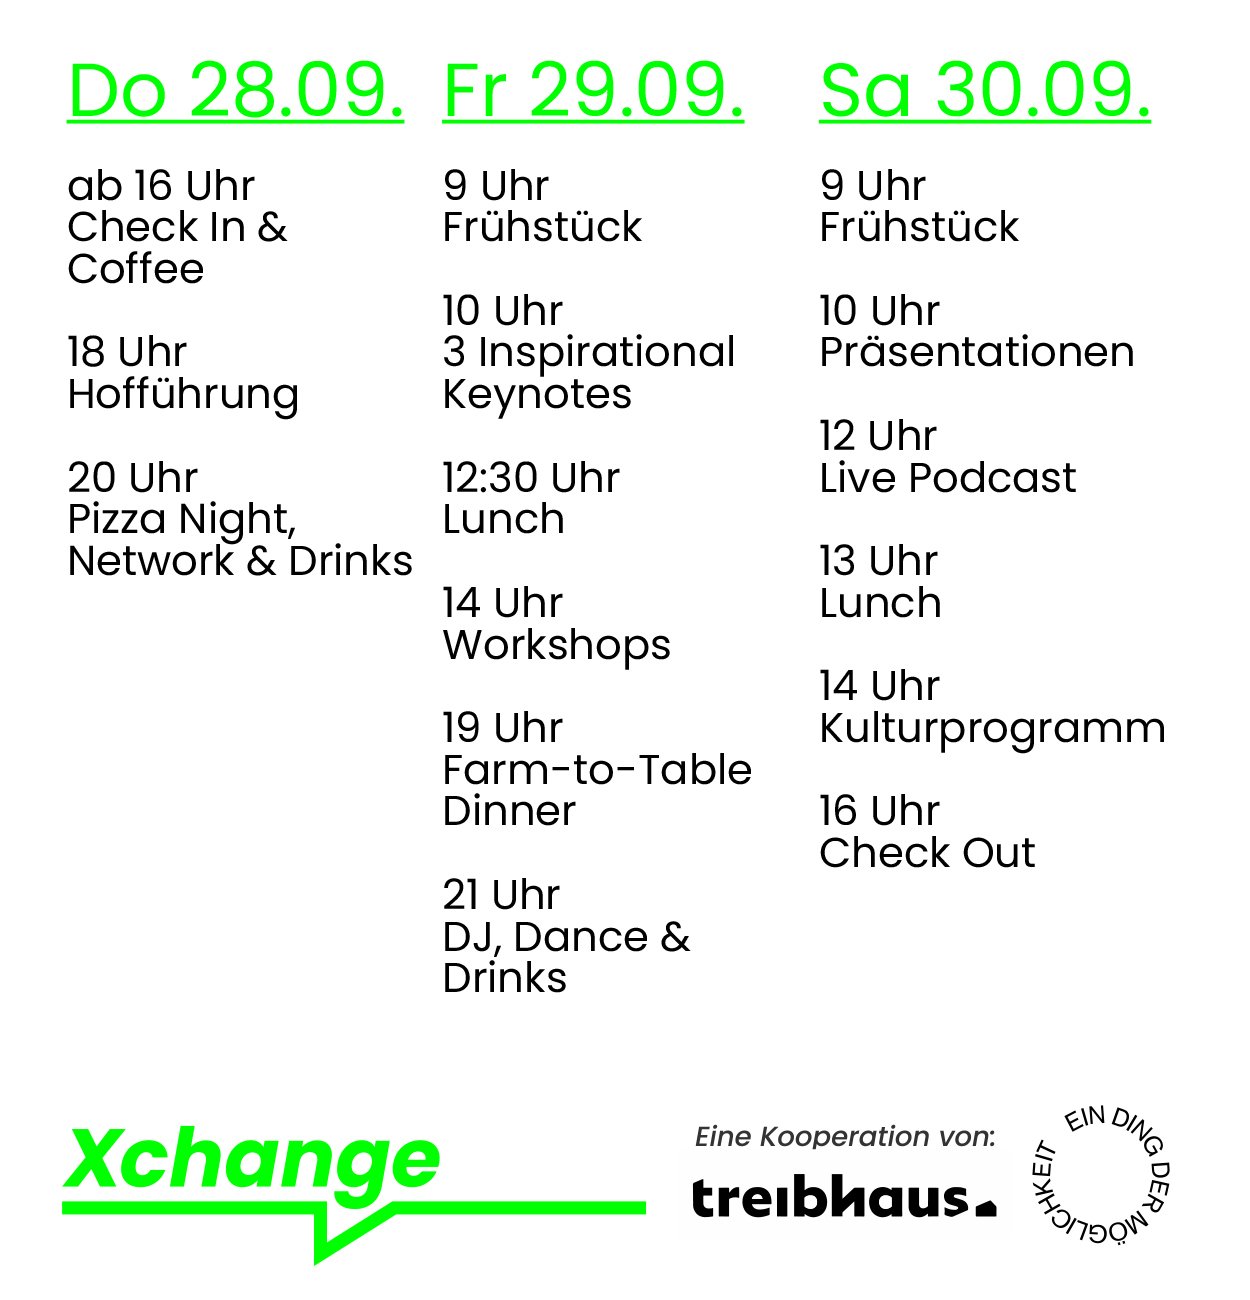 Do 28.09.
ab 16 Uhr
Check In &
Coffee
18 Uhr
Hofführung
20 Uhr
Pizza Night,
Network & Drinks
Fr 29.09.
9 Uhr
Frühstück
10 Uhr
3 Inspirational
Keynotes
12:30 Uhr
Lunch
14 Uhr
Workshops
19 Uhr
Farm-to-Table
Dinner
21 Uhr
DJ, Dance &
Drinks
Sa 30.09.
9 Uhr
Frühstück
10 Uhr
Präsentationen
12 Uhr
Live Podcast
13 Uhr
Lunch
14 Uhr
Kulturprogramm
16 Uhr
Check Out
Xchange
Eine Kooperation von:
treibhaus.
EIN DING DER MÖGLICHKEIT